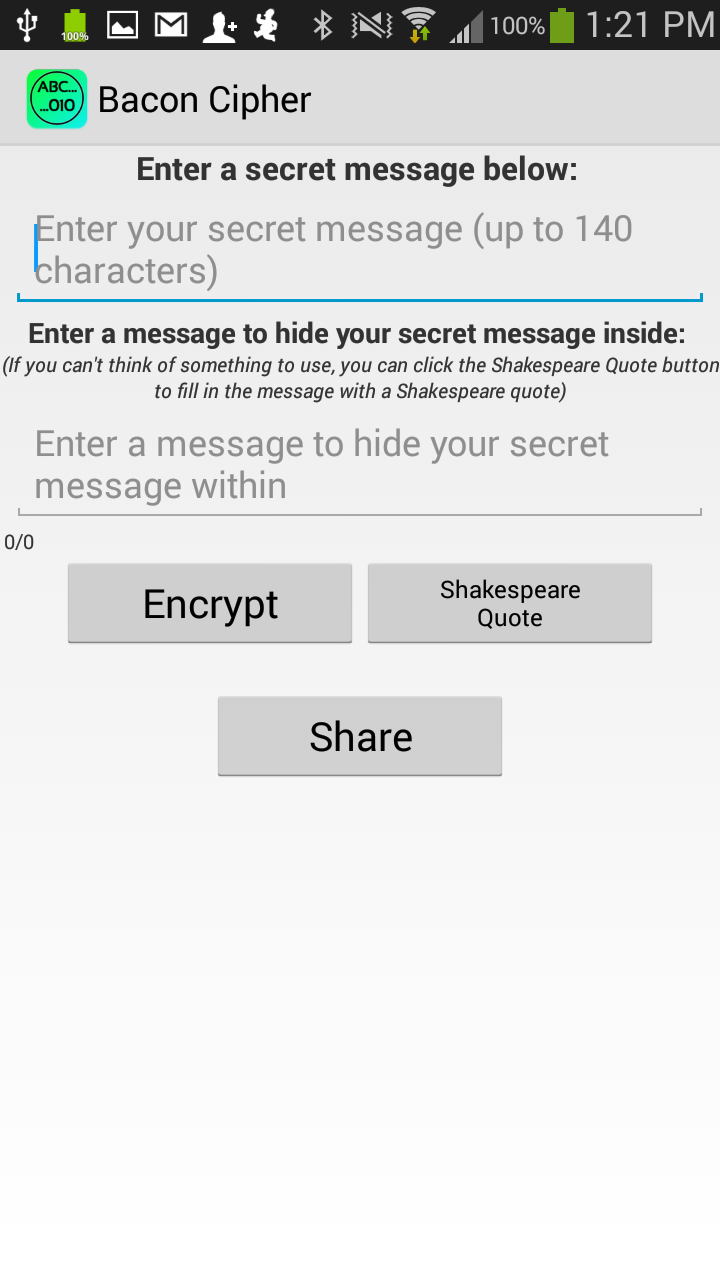 100%
100%
1:21 PM
ABC...
...010
Bacon Cipher
Enter a secret message below:
Enter your secret message (up to 140
characters)
Enter a message to hide your secret message inside:
(If you can't think of something to use, you can click the Shakespeare Quote button
to fill in the message with a Shakespeare quote)
Enter a message to hide your secret
message within
0/0
Encrypt
Shakespeare
Quote
Share